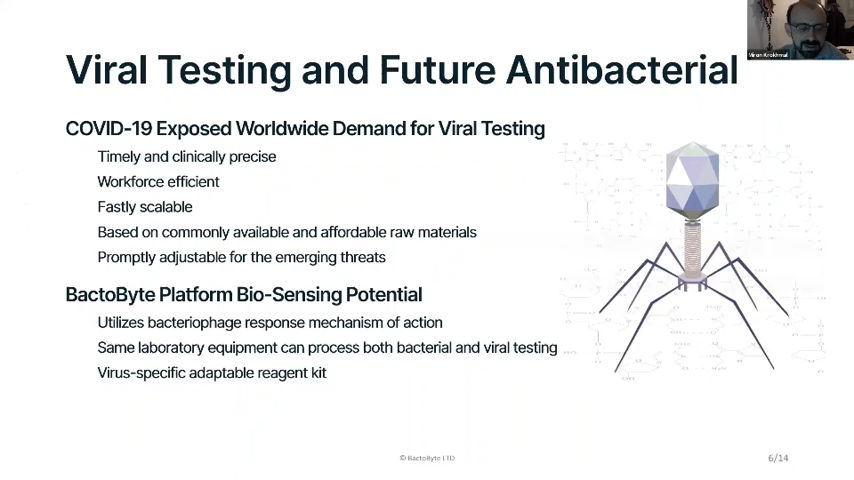 Viral Testing and Future Antibacterial
COVID-19 Exposed Worldwide Demand for Viral Testing
Timely and clinically precise
Workforce efficient
Fastly scalable
Based on commonly available and affordable raw materials
Promptly adjustable for the emerging threats
BactoByte Platform Bio-Sensing Potential
Utilizes bacteriophage response mechanism of action
Same laboratory equipment can process both bacterial and viral testing
Virus-specific adaptable reagent kit
© BactoByte LTD
6/14
Miron Krokhmal